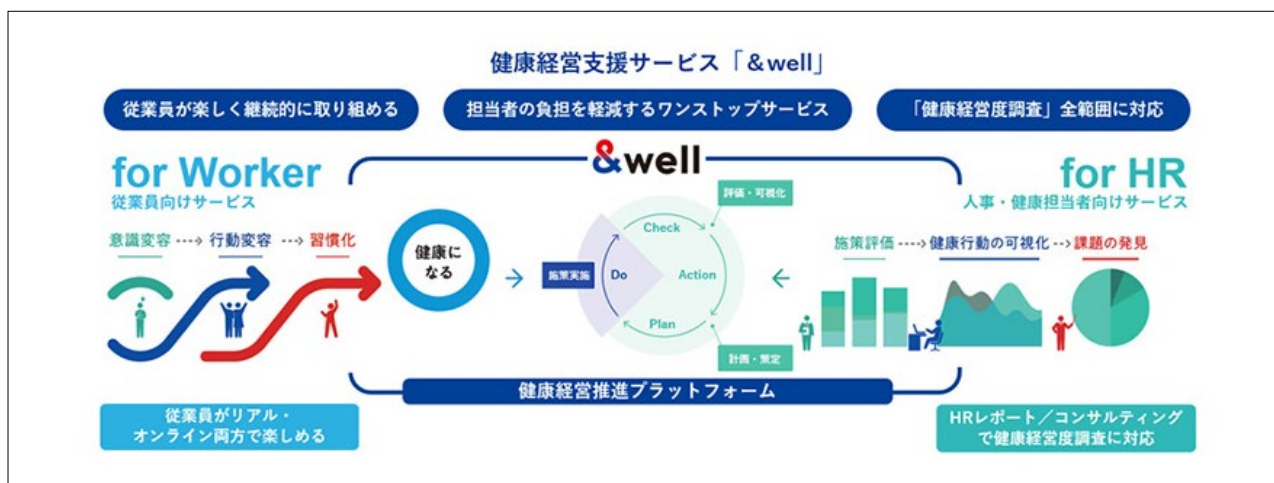 健康経営支援サービス「&well」
従業員が楽しく継続的に取り組める
担当者の負担を軽減するワンストップサービス
「健康経営度調査」全範囲に対応
for Worker
従業員向けサービス
意識変容 ----> 行動変容 --> 習慣化
健康に
なる
&well
評価・可視化
Check
施策実施
Do
Action
Plan
計画・策定
for HR
人事・健康担当者向けサービス
施策評価 ----> 健康行動の可視化 --> 課題の発見
健康経営推進プラットフォーム
従業員がリアル・
オンライン両方で楽しめる
HRレポート／コンサルティング
で健康経営度調査に対応